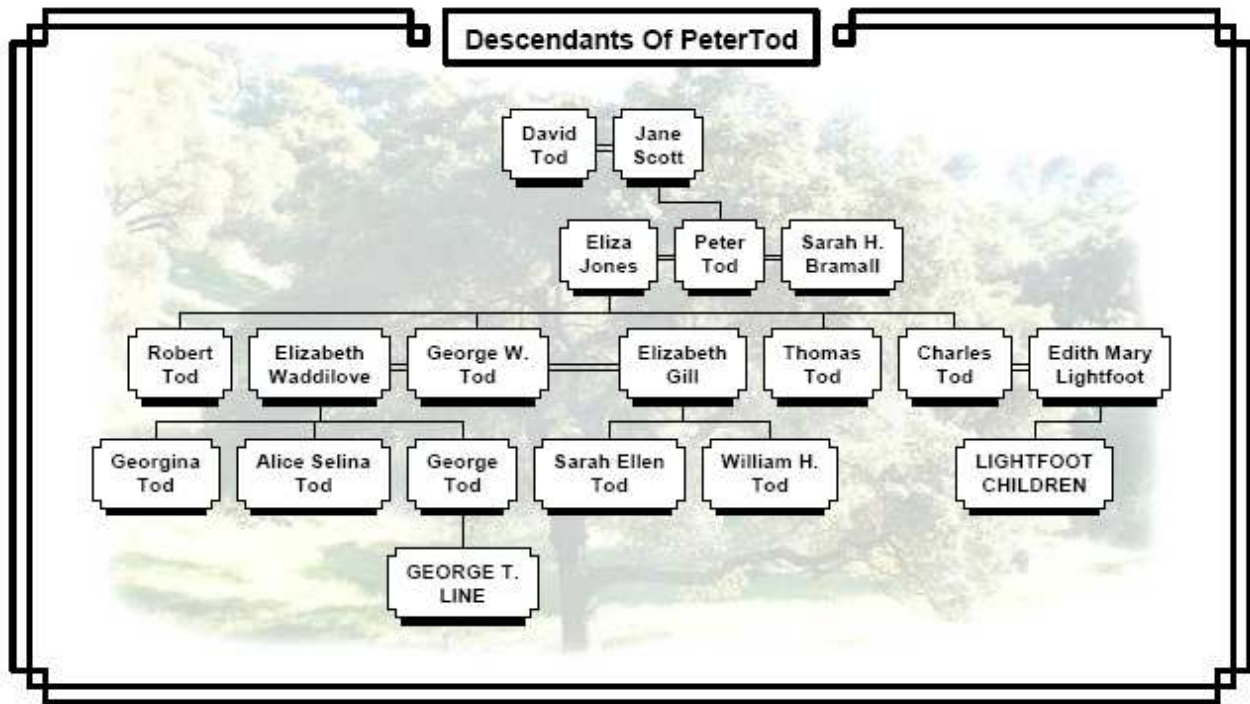 Descendants Of PeterTod
David
Tod
Jane
Scott
Eliza
Jones
Peter
Tod
Sarah H.
Bramall
Robert
Tod
Elizabeth
Waddilove
George W.
Tod
Elizabeth
Gill
Thomas
Tod
Charles
Tod
Edith Mary
Lightfoot
Georgina
Tod
Alice Selina
Tod
George
Tod
Sarah Ellen
Tod
William H.
Tod
LIGHTFOOT
CHILDREN
GEORGE T.
LINE